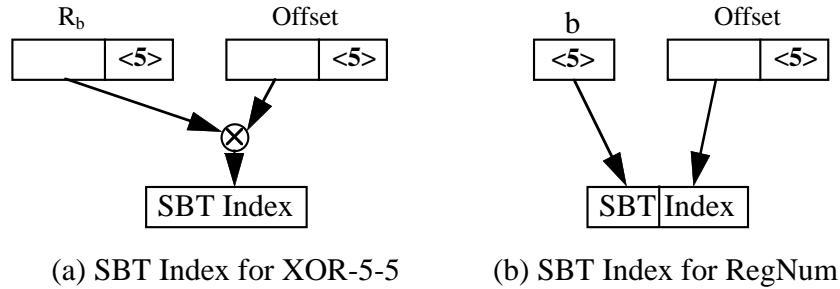 R_b Offset b Offset
<5> <5> <5> <5>
SBT Index SBT Index
(a) SBT Index for XOR-5-5 (b) SBT Index for RegNum